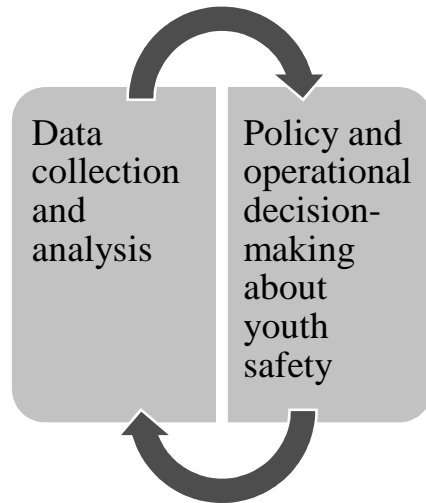 Data
collection
and
analysis
Policy and
operational
decision-
making
about
youth
safety